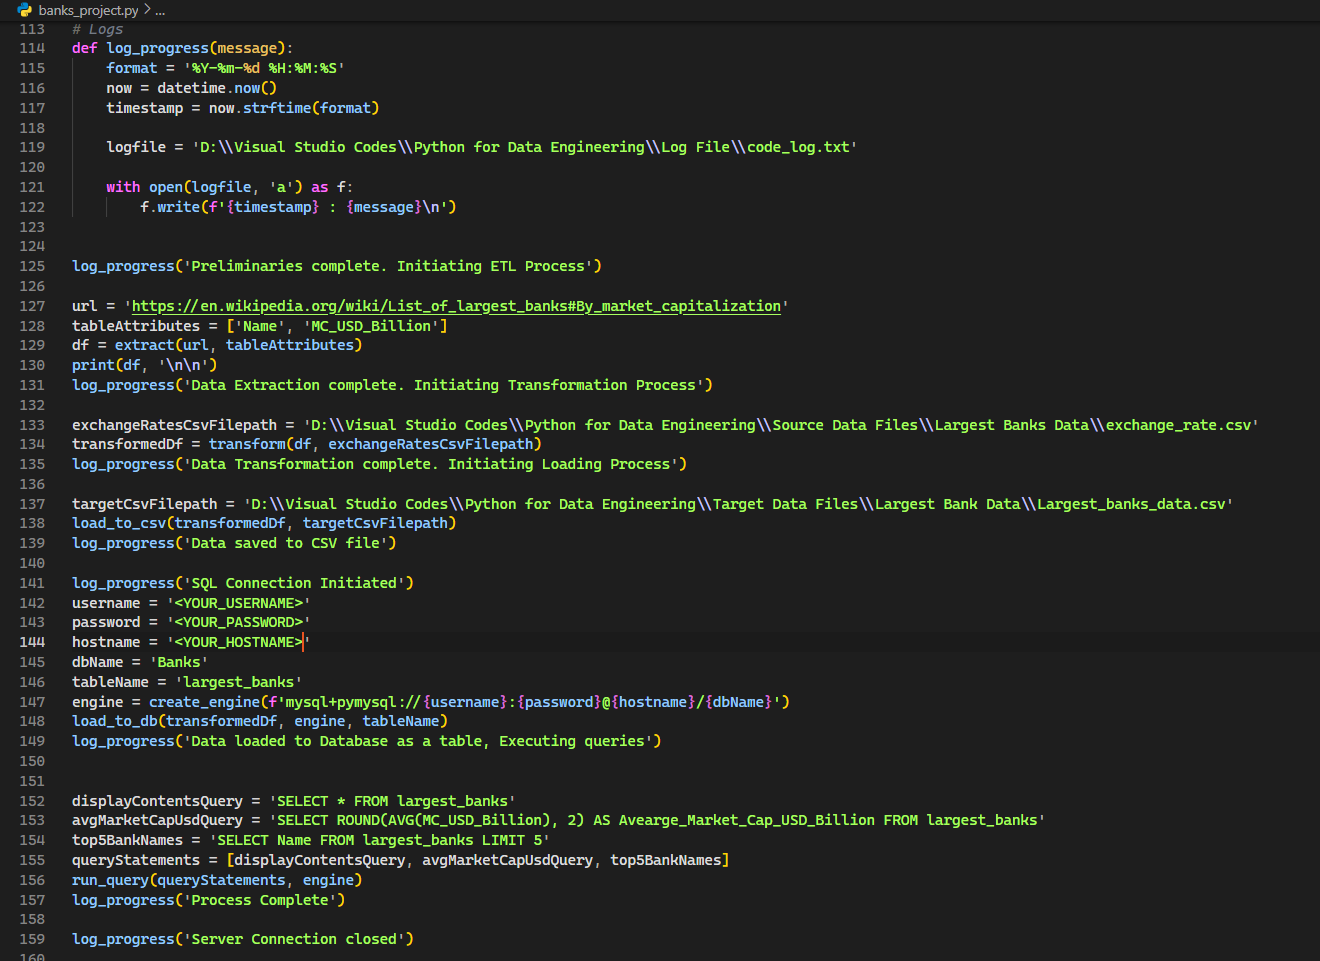 banks_project.py > ...
113 # Logs
114 def log_progress(message):
115 format = '%Y-%m-%d %H:%M:%S'
116 now = datetime.now()
117 timestamp = now.strftime(format)
118
119 logfile = 'D:\\Visual Studio Codes\\Python for Data Engineering\\Log File\\code_log.txt'
120
121 with open(logfile, 'a') as f:
122 f.write(f'{timestamp} : {message}\n')
123
124
125 log_progress('Preliminaries complete. Initiating ETL Process')
126
127 url = 'https://en.wikipedia.org/wiki/List_of_largest_banks#By_market_capitalization'
128 tableAttributes = ['Name', 'MC_USD_Billion']
129 df = extract(url, tableAttributes)
130 print(df, '\n\n')
131 log_progress('Data Extraction complete. Initiating Transformation Process')
132
133 exchangeRatesCsvFilepath = 'D:\\Visual Studio Codes\\Python for Data Engineering\\Source Data Files\\Largest Banks Data\\exchange_rate.csv'
134 transformedDf = transform(df, exchangeRatesCsvFilepath)
135 log_progress('Data Transformation complete. Initiating Loading Process')
136
137 targetCsvFilepath = 'D:\\Visual Studio Codes\\Python for Data Engineering\\Target Data Files\\Largest Bank Data\\Largest_banks_data.csv'
138 load_to_csv(transformedDf, targetCsvFilepath)
139 log_progress('Data saved to CSV file')
140
141 log_progress('SQL Connection Initiated')
142 username = '<YOUR_USERNAME>'
143 password = '<YOUR_PASSWORD>'
144 hostname = '<YOUR_HOSTNAME>'
145 dbName = 'Banks'
146 tableName = 'largest_banks'
147 engine = create_engine(f'mysql+pymysql://{username}:{password}@{hostname}/{dbName}')
148 load_to_db(transformedDf, engine, tableName)
149 log_progress('Data loaded to Database as a table, Executing queries')
150
151
152 displayContentsQuery = 'SELECT * FROM largest_banks'
153 avgMarketCapUsdQuery = 'SELECT ROUND(AVG(MC_USD_Billion), 2) AS Avearge_Market_Cap_USD_Billion FROM largest_banks'
154 top5BankNames = 'SELECT Name FROM largest_banks LIMIT 5'
155 queryStatements = [displayContentsQuery, avgMarketCapUsdQuery, top5BankNames]
156 run_query(queryStatements, engine)
157 log_progress('Process Complete')
158
159 log_progress('Server Connection closed')
160